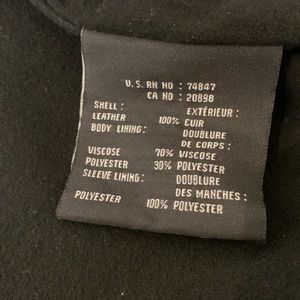 U.S. RN NO : 74847
CA NO : 20898
SHELL : EXTÉRIEUR :
LEATHER 100% CUIR
BODY LINING: DOUBLURE
DE CORPS :
VISCOSE 70% VISCOSE
POLYESTER 30% POLYESTER
SLEEVE LINING: DOUBLURE
DES MANCHES:
POLYESTER 100% POLYESTER